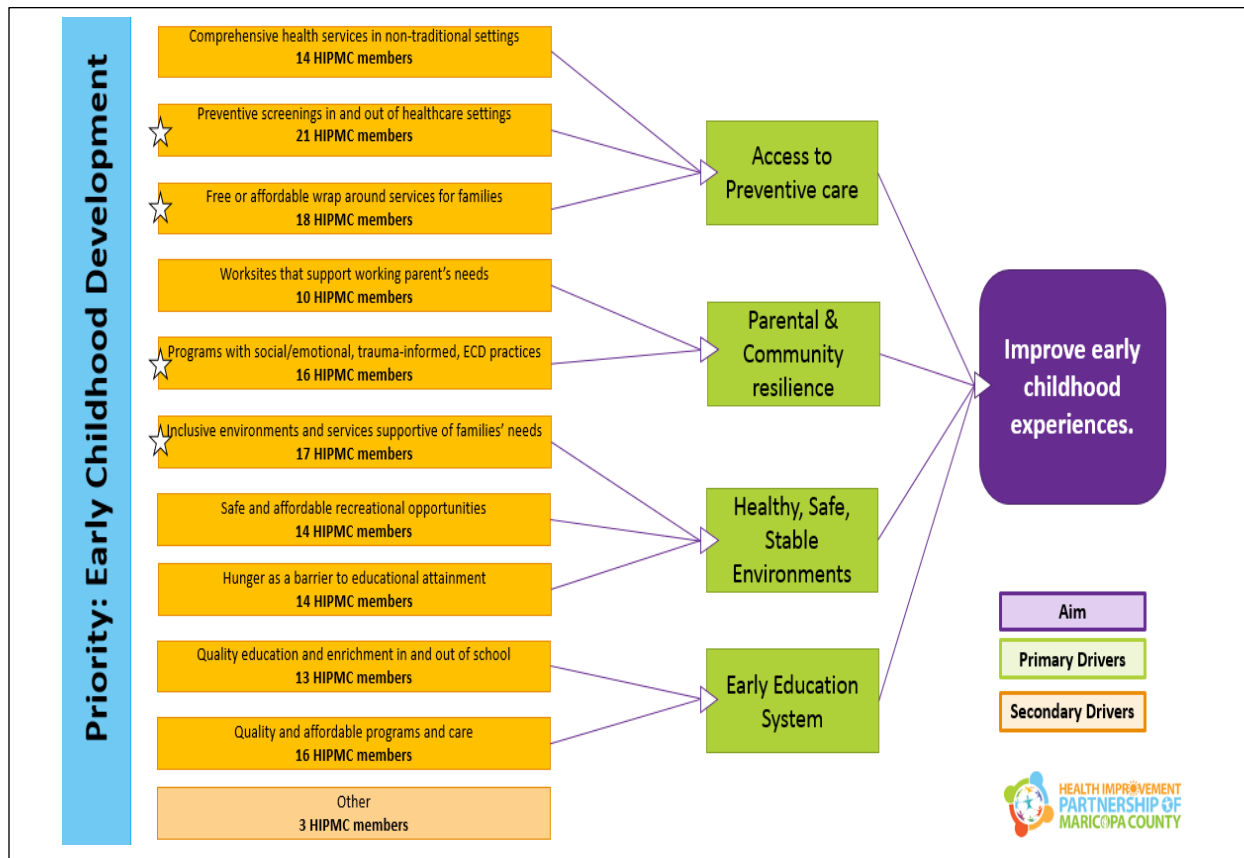 Priority: Early Childhood Development
Comprehensive health services in non-traditional settings
14 HIPMC members
Preventive screenings in and out of healthcare settings
21 HIPMC members
Free or affordable wrap around services for families
18 HIPMC members
Worksites that support working parent's needs
10 HIPMC members
Programs with social/emotional, trauma-informed, ECD practices
16 HIPMC members
Inclusive environments and services supportive of families' needs
17 HIPMC members
Safe and affordable recreational opportunities
14 HIPMC members
Hunger as a barrier to educational attainment
14 HIPMC members
Quality education and enrichment in and out of school
13 HIPMC members
Quality and affordable programs and care
16 HIPMC members
Other
3 HIPMC members
Access to
Preventive care
Parental &
Community
resilience
Healthy, Safe,
Stable
Environments
Early Education
System
Improve early
childhood
experiences.
Aim
Primary Drivers
Secondary Drivers
HEALTH IMPROVEMENT
PARTNERSHIP OF
MARICOPA COUNTY